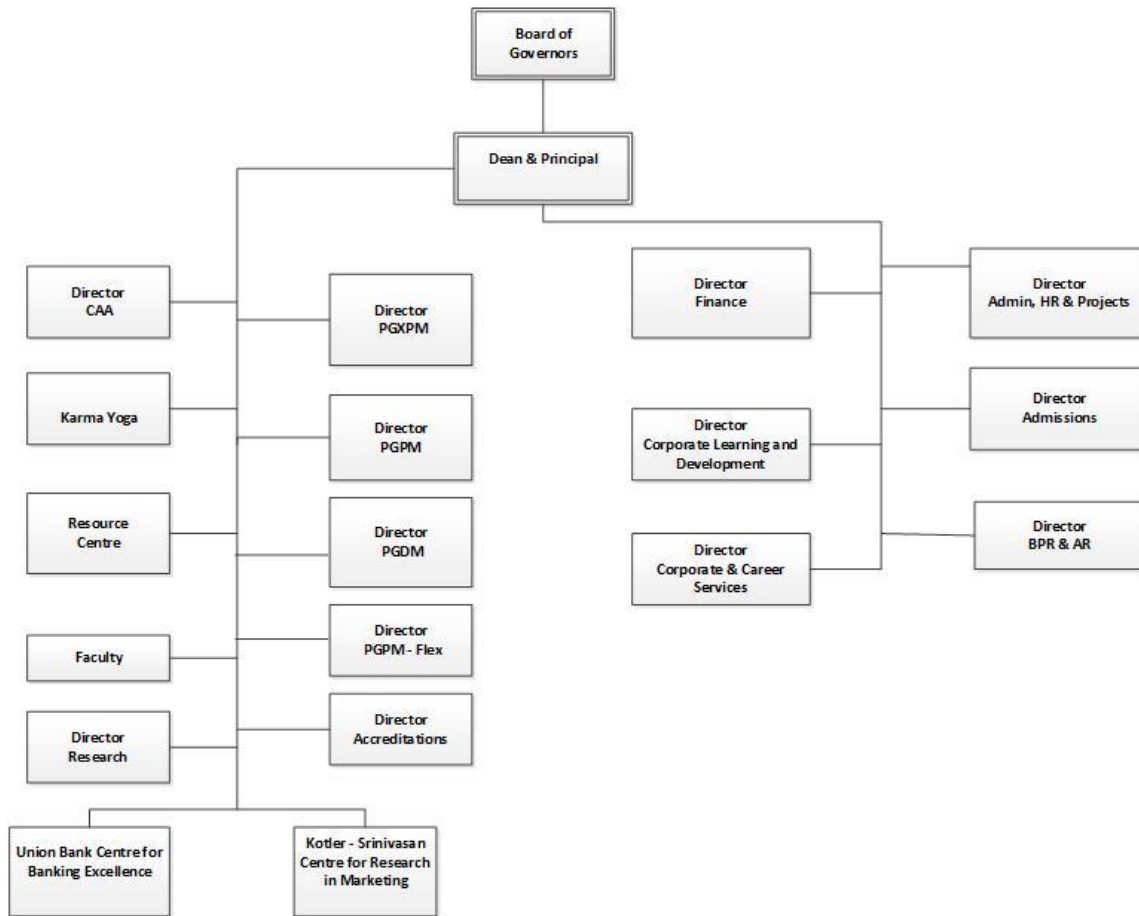 Board of
Governors
Dean & Principal
Director
CAA
Director
PGXPM
Director
Finance
Director
Admin, HR & Projects
Karma Yoga
Director
PGPM
Director
Corporate Learning and
Development
Director
Admissions
Resource
Centre
Director
PGDM
Director
Corporate & Career
Services
Director
BPR & AR
Faculty
Director
PGPM - Flex
Director
Research
Director
Accreditations
Union Bank Centre for
Banking Excellence
Kotler - Srinivasan
Centre for Research
in Marketing